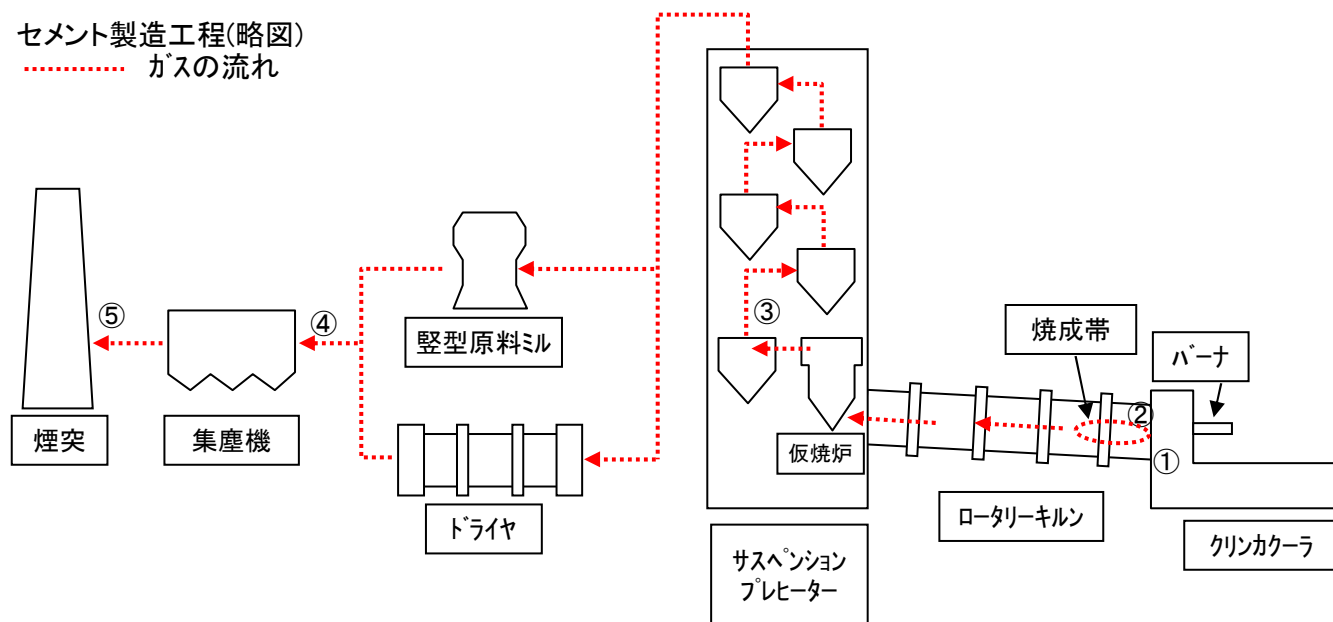 セメント製造工程(略図)
ｶﾞｽの流れ
⑤
④
③
②
①
焼成帯
ﾊﾞｰﾅ
竪型原料ﾐﾙ
煙突
集塵機
仮焼炉
ﾄﾞﾗｲﾔ
ﾛｰﾀﾘｰｷﾙﾝ
ｸﾘﾝｶｸｰﾗ
ｻｽﾍﾟﾝｼｮﾝ
ﾌﾟﾚﾋｰﾀｰ